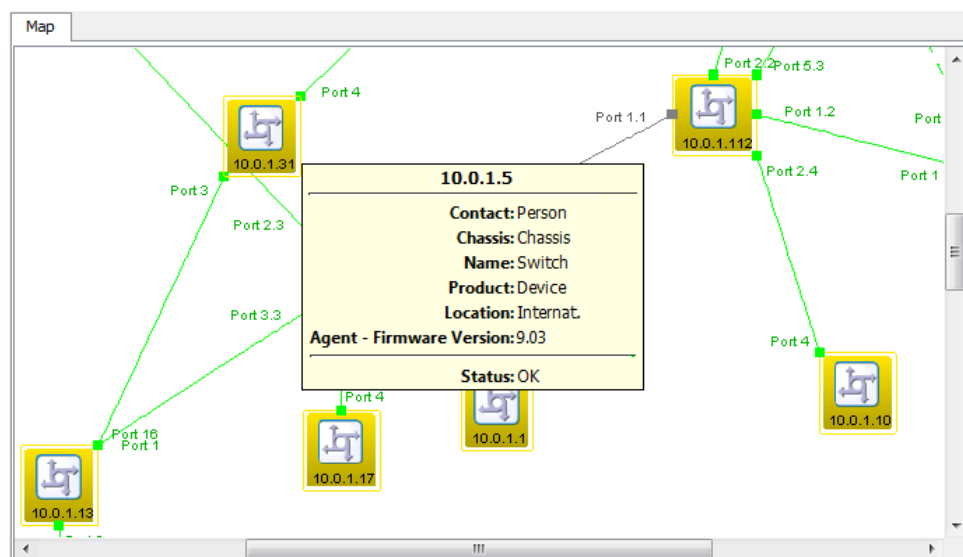 Map
Port 2.2
Port 5.3
Port 4
Port 1.1
Port 1.2
Port
10.0.1.31
10.0.1.112
Port 3
10.0.1.5
Port 2.4
Port 1
Contact: Person
Port 2.3
Chassis: Chassis
Name: Switch
Product: Device
Port 3.3
Location: Internat.
Agent - Firmware Version: 9.03
Port 4
Status: OK
Port 4
10.0.1.10
Port 16
Port 1
10.0.1.1
10.0.1.17
10.0.1.13